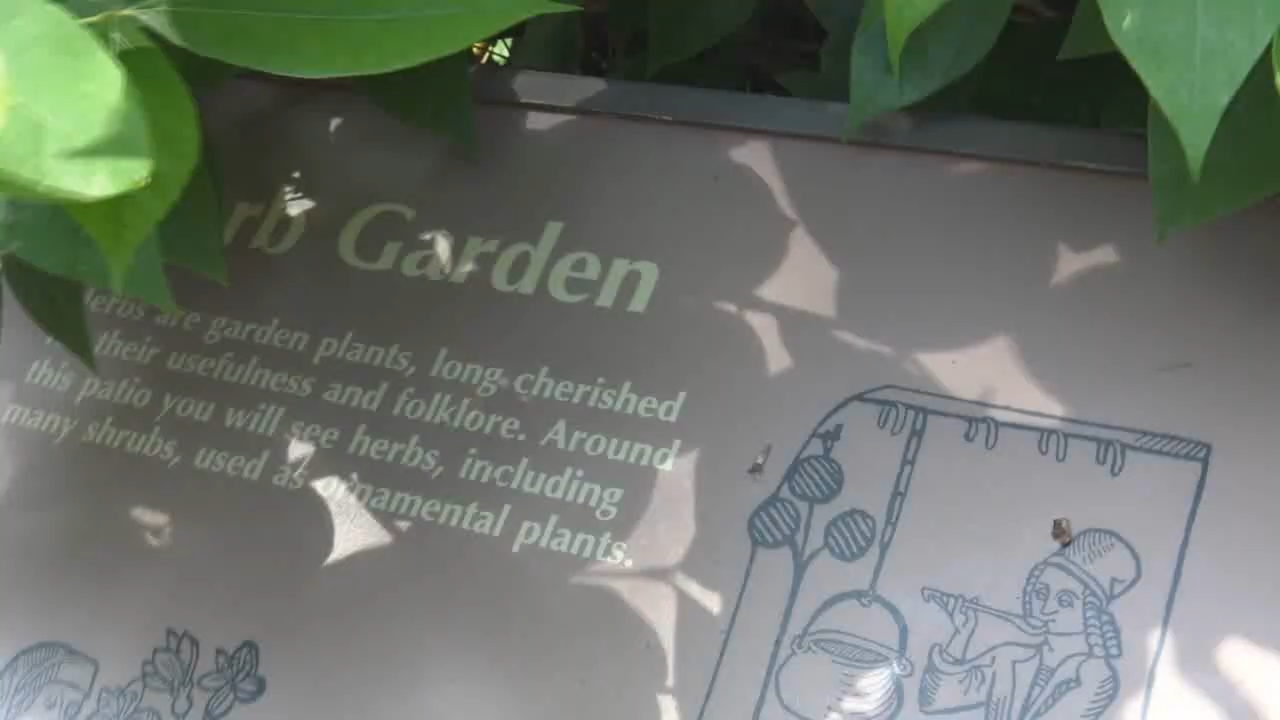 rb Garden
erbs are garden plants, long cherished
their usefulness and folklore. Around
this patio you will see herbs, including
many shrubs, used as ornamental plants.